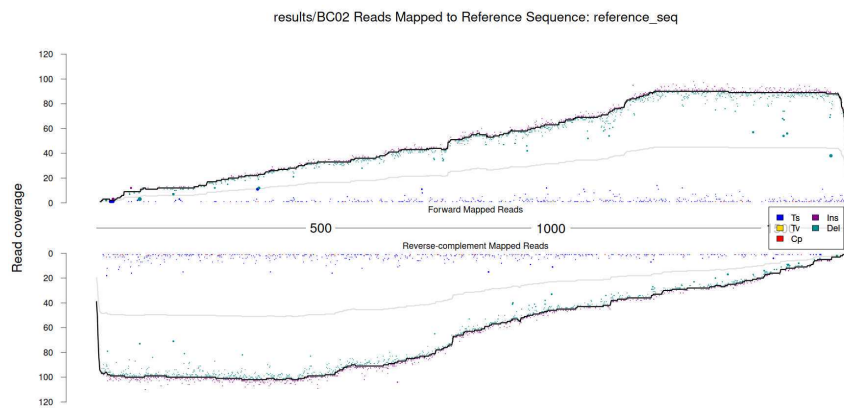 results/BC02 Reads Mapped to Reference Sequence: reference_seq
Read coverage
120
100
80
60
40
20
0
Forward Mapped Reads
500
1000
Reverse-complement Mapped Reads
0
20
40
60
80
100
120
Ts
Ins
Tv
Del
Cp